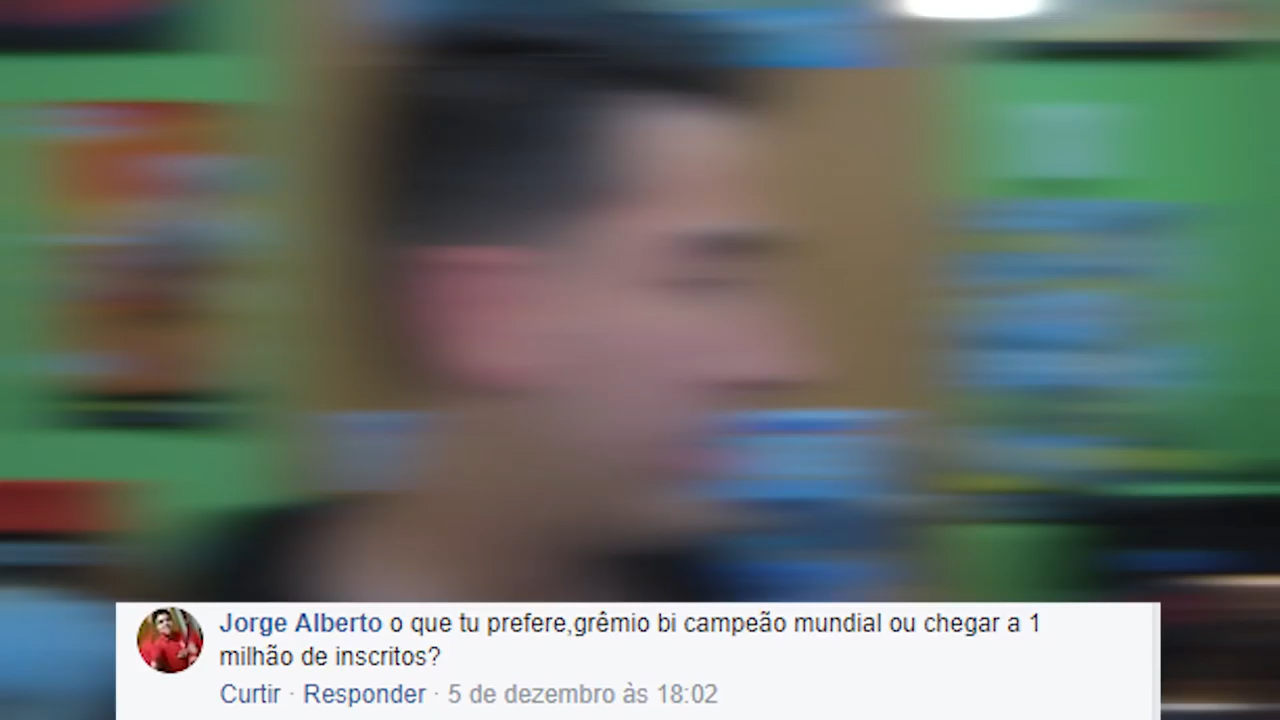 Jorge Alberto o que tu prefere,grêmio bi campeão mundial ou chegar a 1
milhão de inscritos?
Curtir · Responder · 5 de dezembro às 18:02